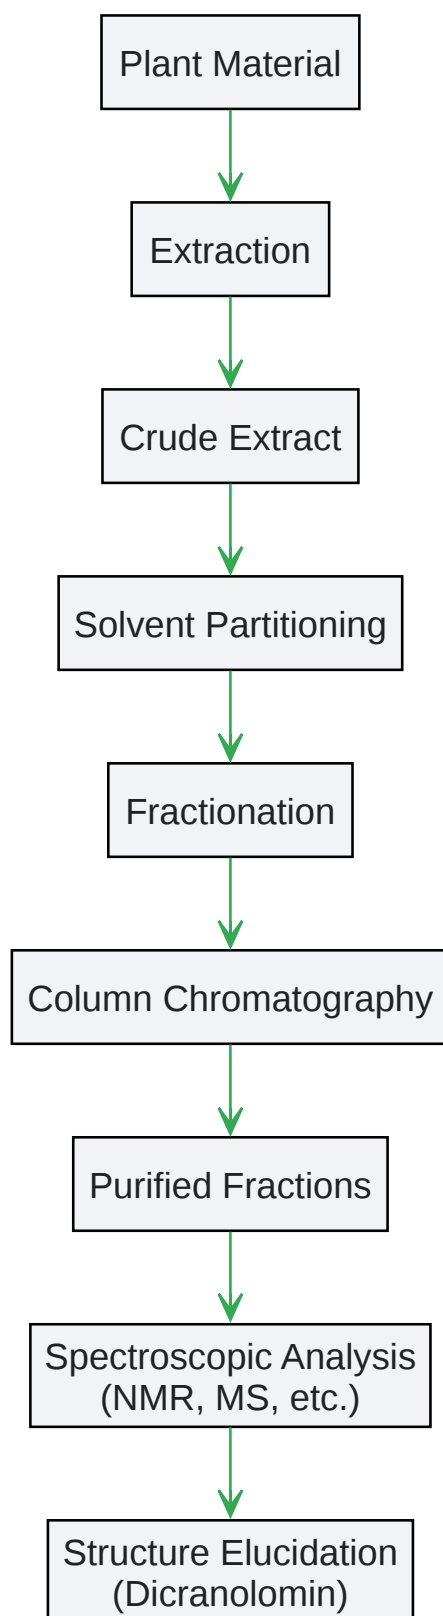 Plant Material
Extraction
Crude Extract
Solvent Partitioning
Fractionation
Column Chromatography
Purified Fractions
Spectroscopic Analysis
(NMR, MS, etc.)
Structure Elucidation
(Dicranolomin)